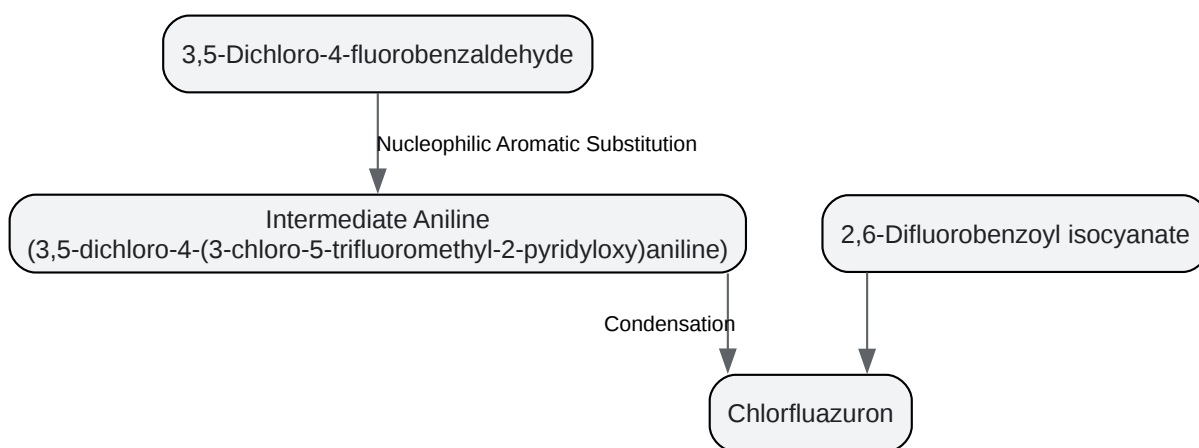 3,5-Dichloro-4-fluorobenzaldehyde
Nucleophilic Aromatic Substitution
Intermediate Aniline
(3,5-dichloro-4-(3-chloro-5-trifluoromethyl-2-pyridyloxy)aniline)
2,6-Difluorobenzoyl isocyanate
Condensation
Chlorfluazuron